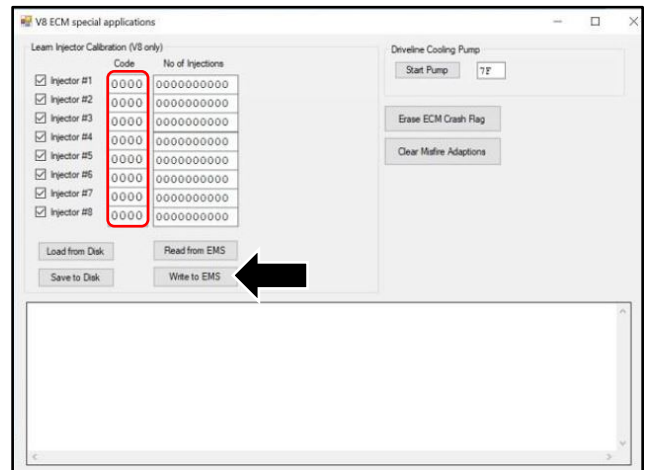 V8 ECM special applications
Learn Injector Calibration (V8 only)
Code No of Injections
Injector #1 0000 0000000000
Injector #2 0000 0000000000
Injector #3 0000 0000000000
Injector #4 0000 0000000000
Injector #5 0000 0000000000
Injector #6 0000 0000000000
Injector #7 0000 0000000000
Injector #8 0000 0000000000
Load from Disk Read from EMS
Save to Disk Write to EMS
Driveline Cooling Pump
Start Pump 7F
Erase ECM Crash Flag
Clear Misfire Adaptions